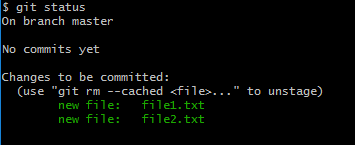 $ git status
On branch master

No commits yet

Changes to be committed:
  (use "git rm --cached <file>..." to unstage)
        new file:   file1.txt
        new file:   file2.txt